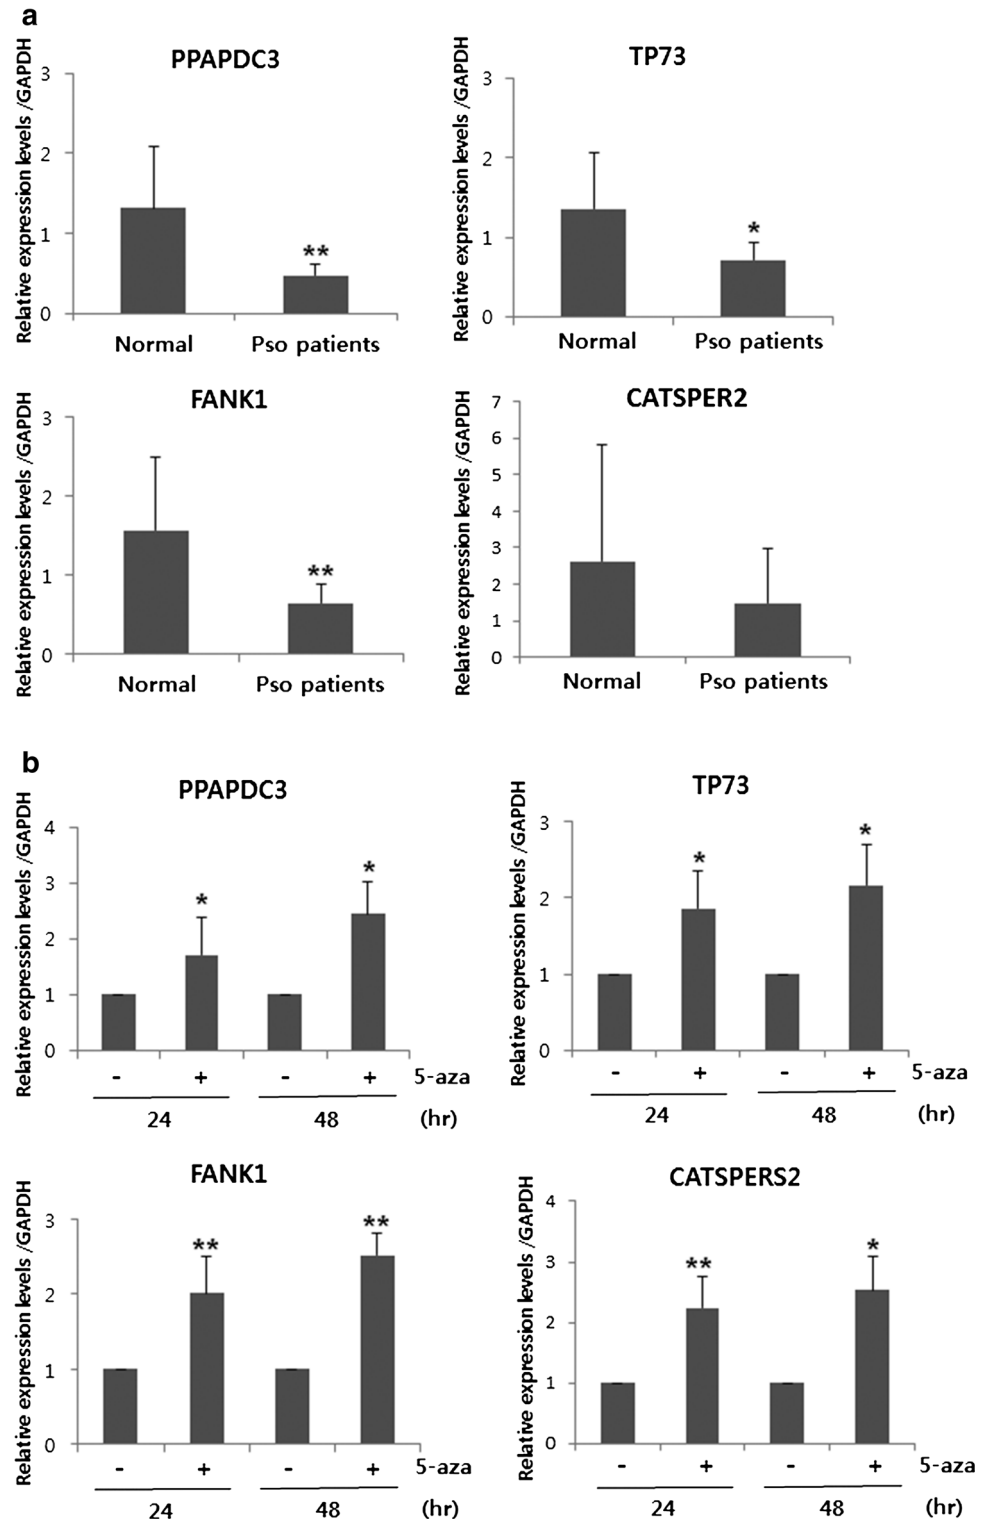 a
PPAPDC3
Relative expression levels /GAPDH
3
2
1
0
**
Normal Pso patients
TP73
Relative expression levels /GAPDH
3
2
1
0
*
Normal Pso patients
FANK1
Relative expression levels /GAPDH
3
2
1
0
**
Normal Pso patients
CATSPER2
Relative expression levels /GAPDH
7
6
5
4
3
2
1
0
Normal Pso patients
b
PPAPDC3
Relative expression levels /GAPDH
4
3
2
1
0
* *
- + - + 5-aza
24 48 (hr)
TP73
Relative expression levels /GAPDH
3
2
1
0
* *
- + - + 5-aza
24 48 (hr)
FANK1
Relative expression levels /GAPDH
3
2
1
0
** **
- + - + 5-aza
24 48 (hr)
CATSPERS2
Relative expression levels /GAPDH
4
3
2
1
0
** *
- + - + 5-aza
24 48 (hr)